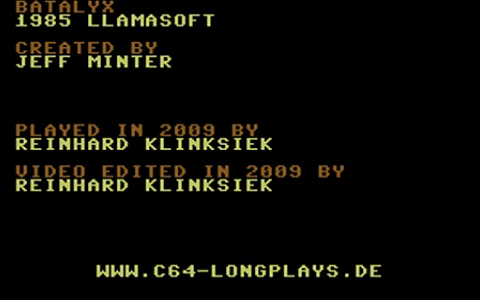 BATALYX
1985 LLAMASOFT
CREATED BY
JEFF MINTER
PLAYED IN 2009 BY
REINHARD KLINKSIEK
VIDEO EDITED IN 2009 BY
REINHARD KLINKSIEK
WWW.C64-LONGPLAYS.DE